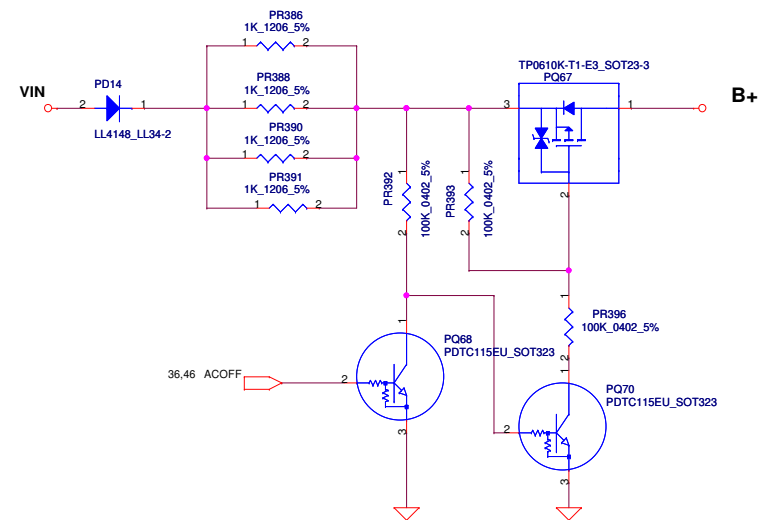 PR386
1K_1206_5%
1 2
VIN
PD14
2 1
LL4148_LL34-2
PR388
1K_1206_5%
1 2
PR390
1K_1206_5%
1 2
PR391
1K_1206_5%
1 2
TP0610K-T1-E3_SOT23-3
PQ67
3 1
2
B+
PR392
100K_0402_5%
1
2
PR393
100K_0402_5%
1
2
PR396
100K_0402_5%
1
2
36,46 ACOFF
PQ68
PDTC115EU_SOT323
1
2
3
PQ70
PDTC115EU_SOT323
1
2
3